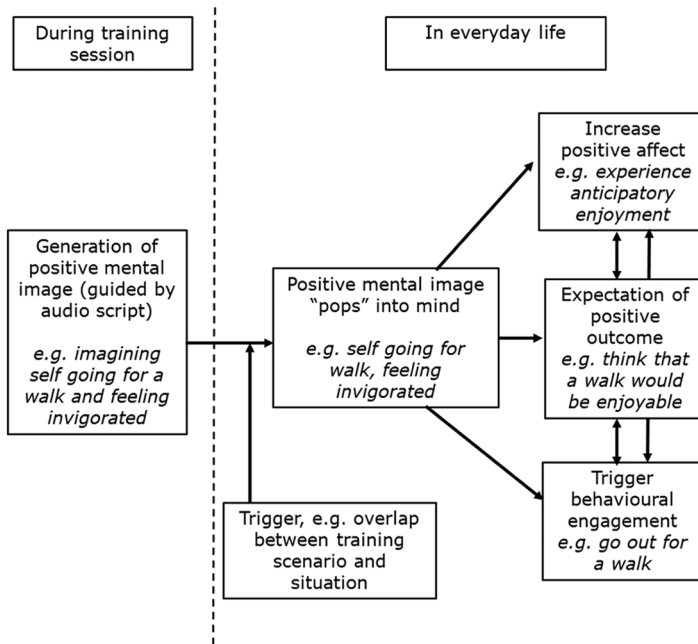 During training
session
In everyday life
Generation of
positive mental
image (guided by
audio script)
e.g. imagining
self going for a
walk and feeling
invigorated
Positive mental image
“pops” into mind
e.g. self going for
walk, feeling
invigorated
Trigger, e.g. overlap
between training
scenario and
situation
Increase
positive affect
e.g. experience
anticipatory
enjoyment
Expectation of
positive
outcome
e.g. think that
a walk would
be enjoyable
Trigger
behavioural
engagement
e.g. go out for
a walk